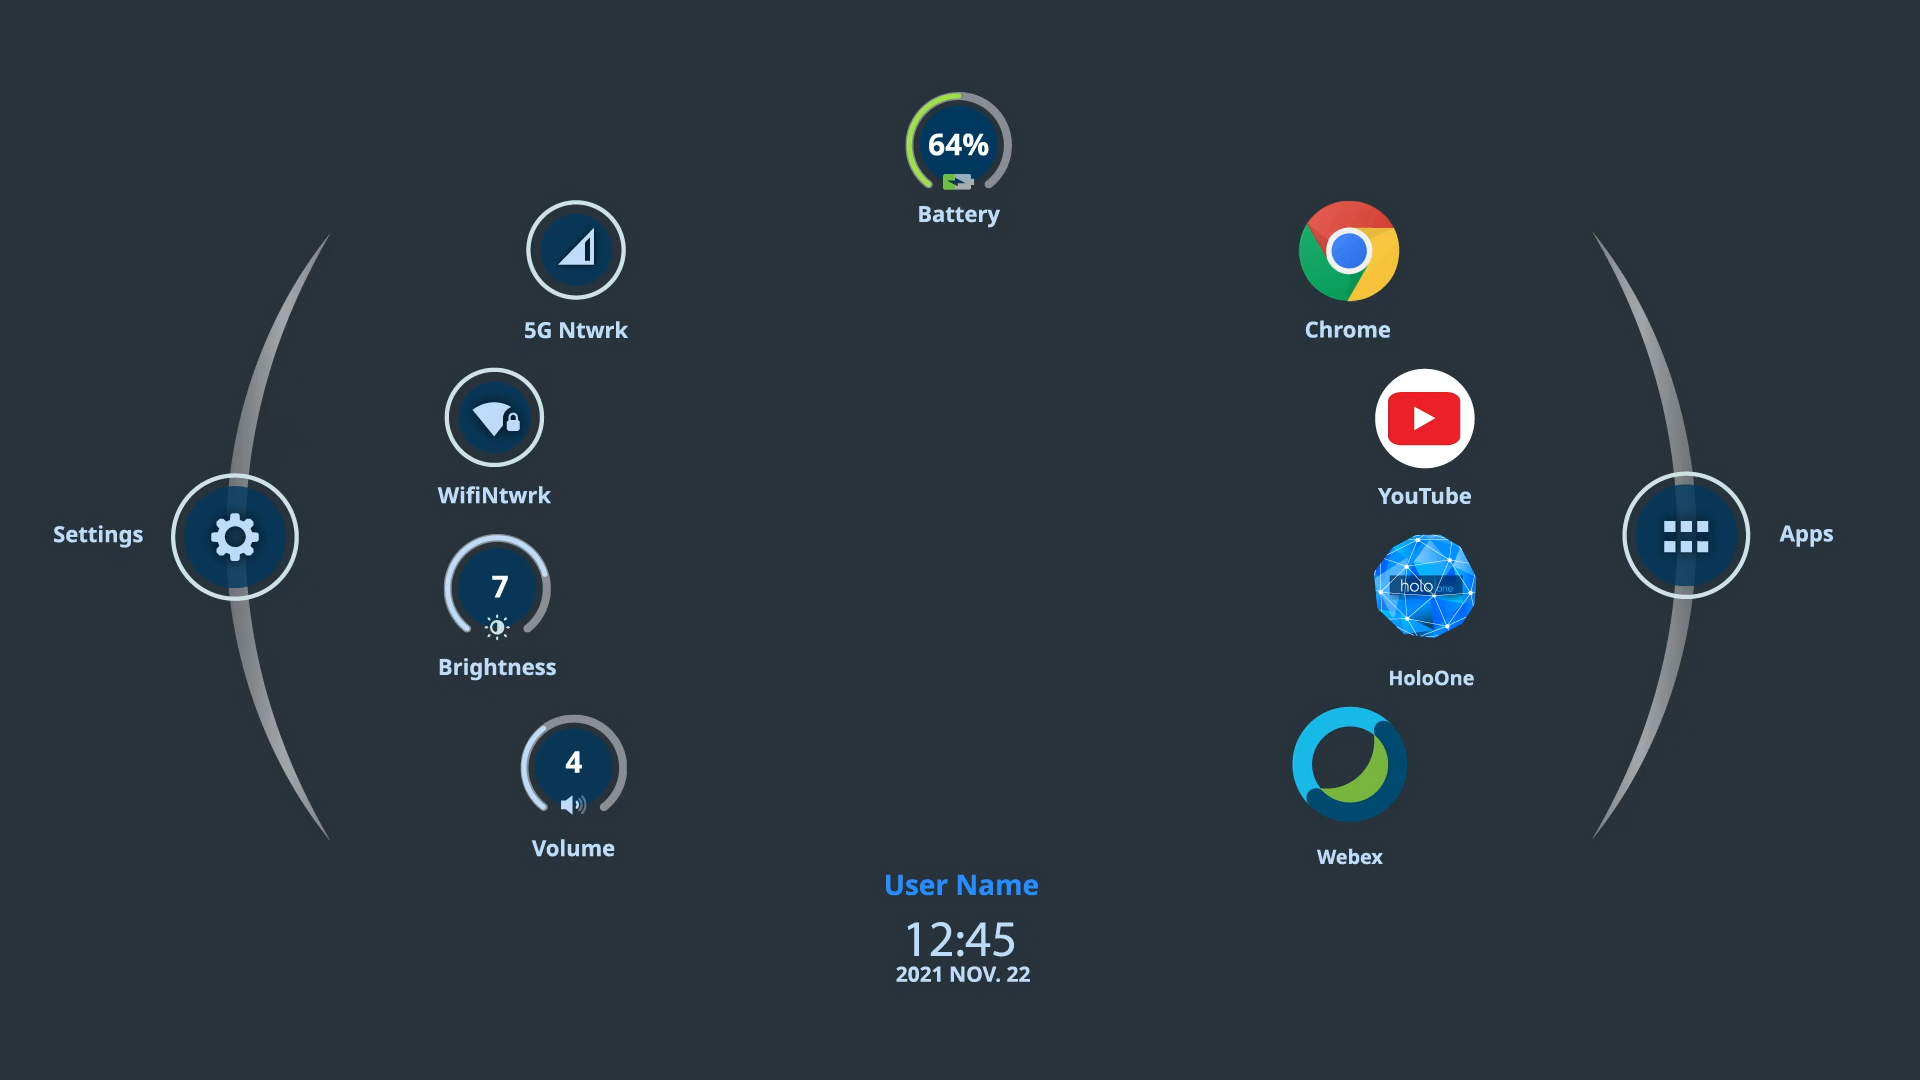 64%
Battery
5G Ntwrk
Chrome
WifiNtwrk
YouTube
Settings
Apps
7
holo one
Brightness
HoloOne
4
Volume
Webex
User Name
12:45
2021 NOV. 22